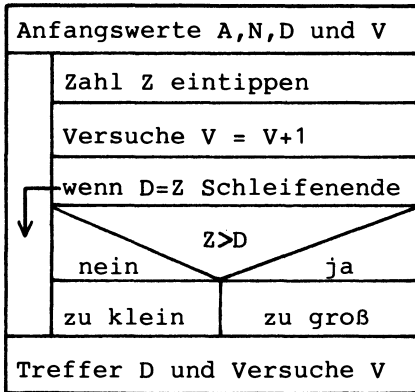 Anfangswerte A,N,D und V
Zahl Z eintippen
Versuche V = V+1
wenn D=Z Schleifenende
Z>D
nein ja
zu klein zu groß
Treffer D und Versuche V